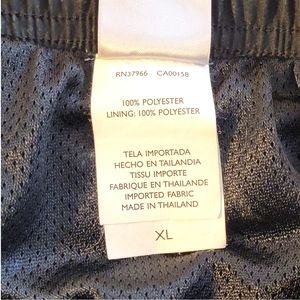 RN37966 CA00158
100% POLYESTER
LINING: 100% POLYESTER
TELA IMPORTADA
HECHO EN TAILANDIA
TISSU IMPORTE
FABRIQUE EN THAILANDE
IMPORTED FABRIC
MADE IN THAILAND
XL